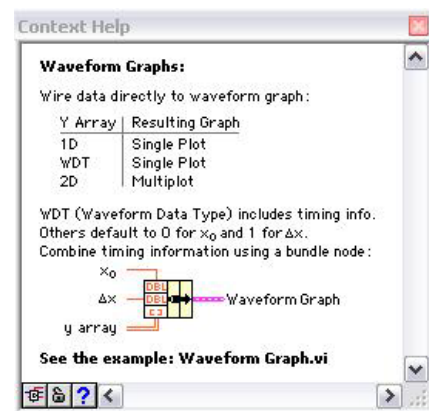 Context Help
Waveform Graphs:
Wire data directly to waveform graph:
Y Array | Resulting Graph
1D Single Plot
WDT Single Plot
2D Multiplot
WDT (Waveform Data Type) includes timing info.
Others default to 0 for x₀ and 1 for Δx.
Combine timing information using a bundle node:
x₀
DBL
Δx DBL Waveform Graph
[ ]
y array
See the example: Waveform Graph.vi
?